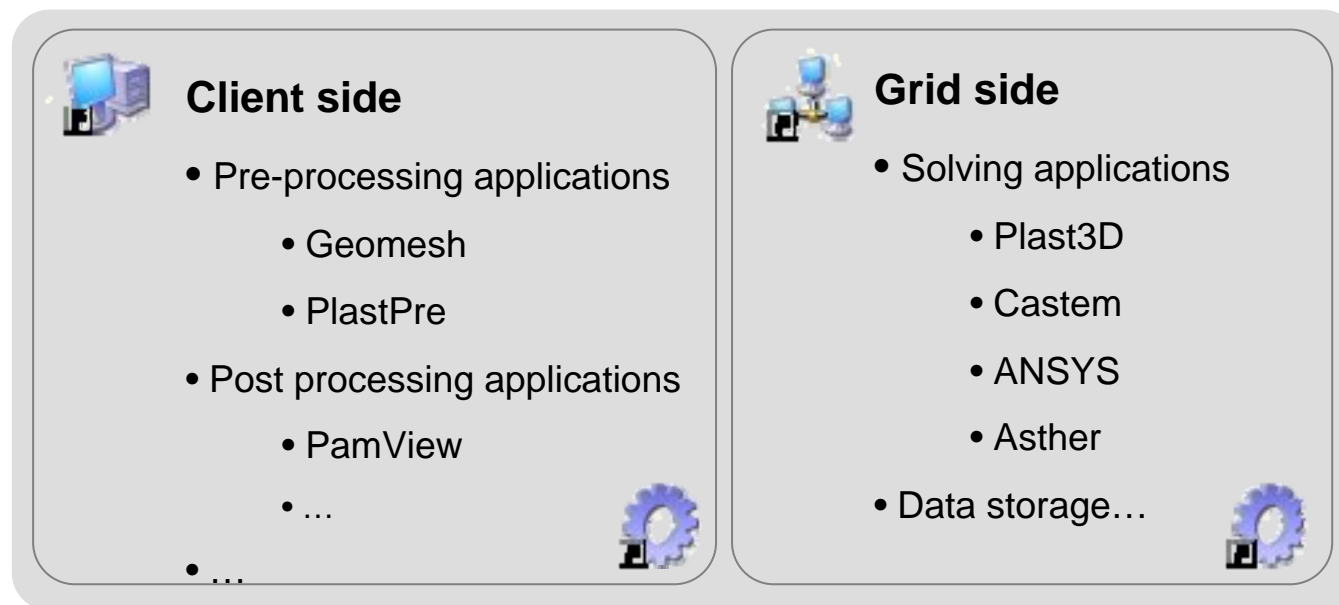 Client side
• Pre-processing applications
• Geomesh
• PlastPre
• Post processing applications
• PamView
• …
• …
Grid side
• Solving applications
• Plast3D
• Castem
• ANSYS
• Asther
• Data storage…